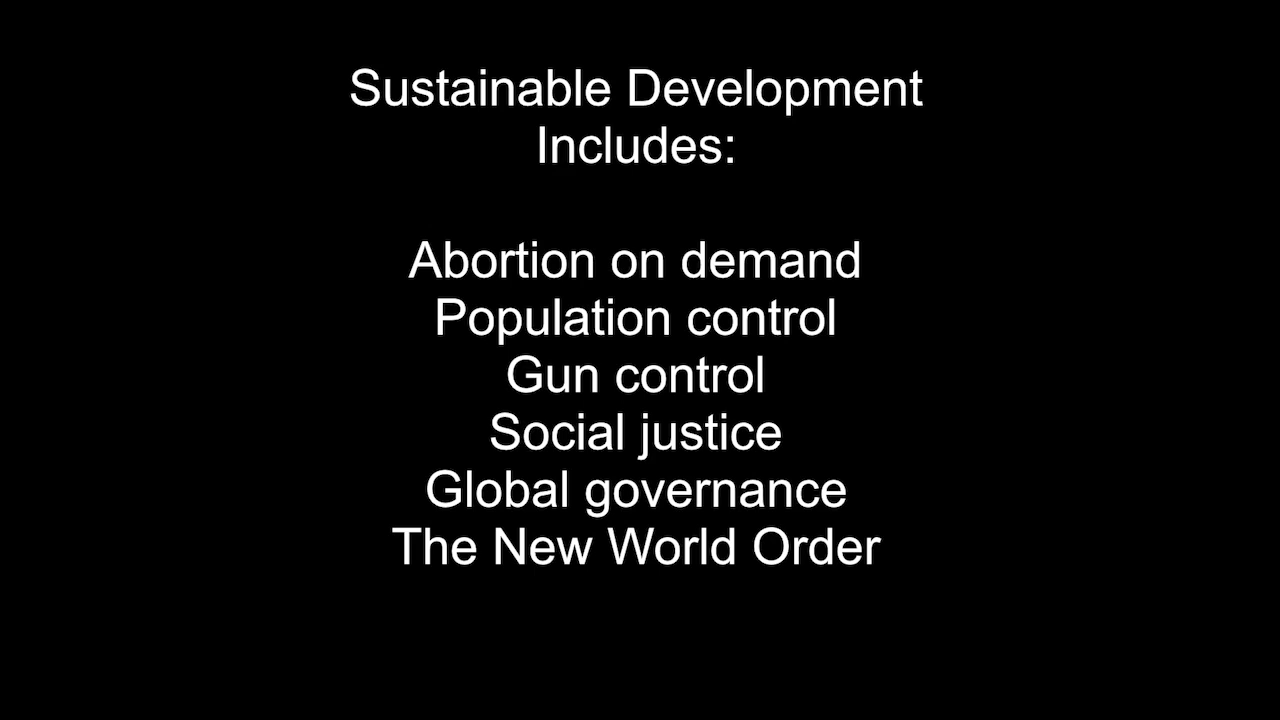 Sustainable Development
Includes:
Abortion on demand
Population control
Gun control
Social justice
Global governance
The New World Order